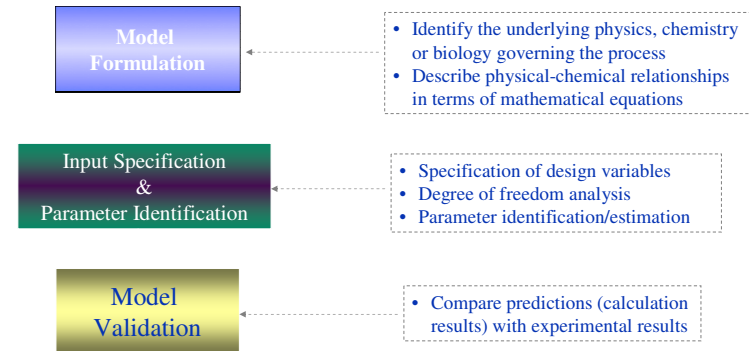 Model
Formulation
• Identify the underlying physics, chemistry
or biology governing the process
• Describe physical-chemical relationships
in terms of mathematical equations
Input Specification
&
Parameter Identification
• Specification of design variables
• Degree of freedom analysis
• Parameter identification/estimation
Model
Validation
• Compare predictions (calculation
results) with experimental results